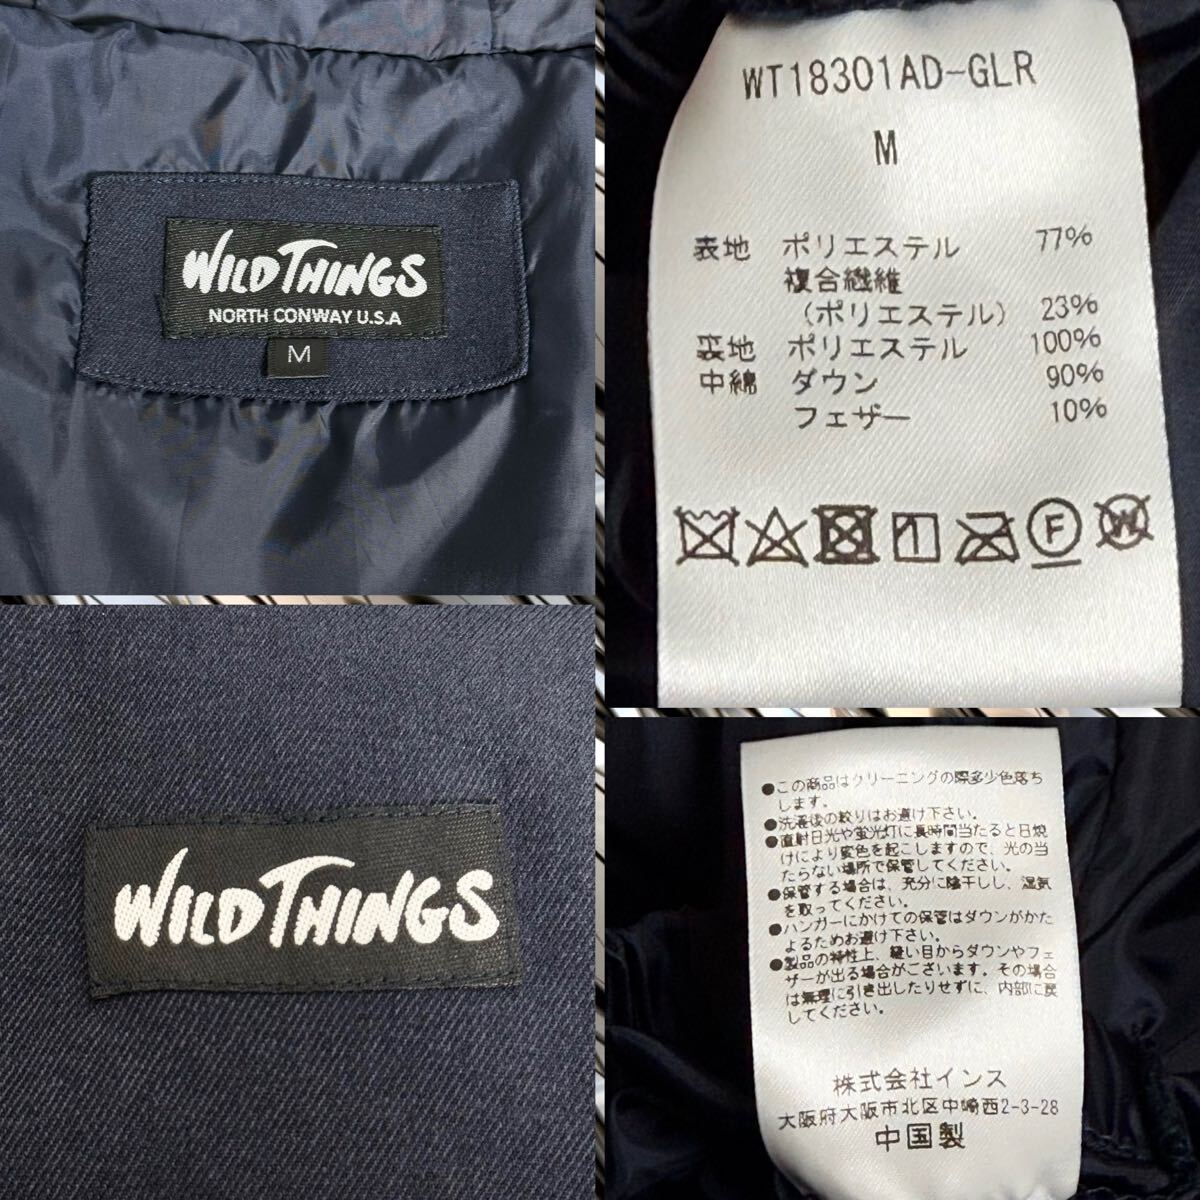 WILD THINGS
NORTH CONWAY U.S.A
M
WT18301AD-GLR
M
表地 ポリエステル 77%
複合繊維
(ポリエステル) 23%
裏地 ポリエステル 100%
中綿 ダウン 90%
フェザー 10%
F
W
WILD THINGS
●この商品はクリーニングの際多少色落ち
します。
●洗濯後の絞りはお避け下さい。
●直射日光や蛍光灯に長時間当たると日焼
けにより変色を起こしますので、光の当
たらない場所で保管してください。
●保管する場合は、充分に陰干しし、湿気
を取ってください。
●ハンガーにかけての保管はダウンがかた
よるためお避け下さい。
●製品の特性上、縫い目からダウンやフェ
ザーが出る場合がございます。その場合
は無理に引き出したりせずに、内部に戻
してください。
株式会社インス
大阪府大阪市北区中崎西2-3-28
中国製